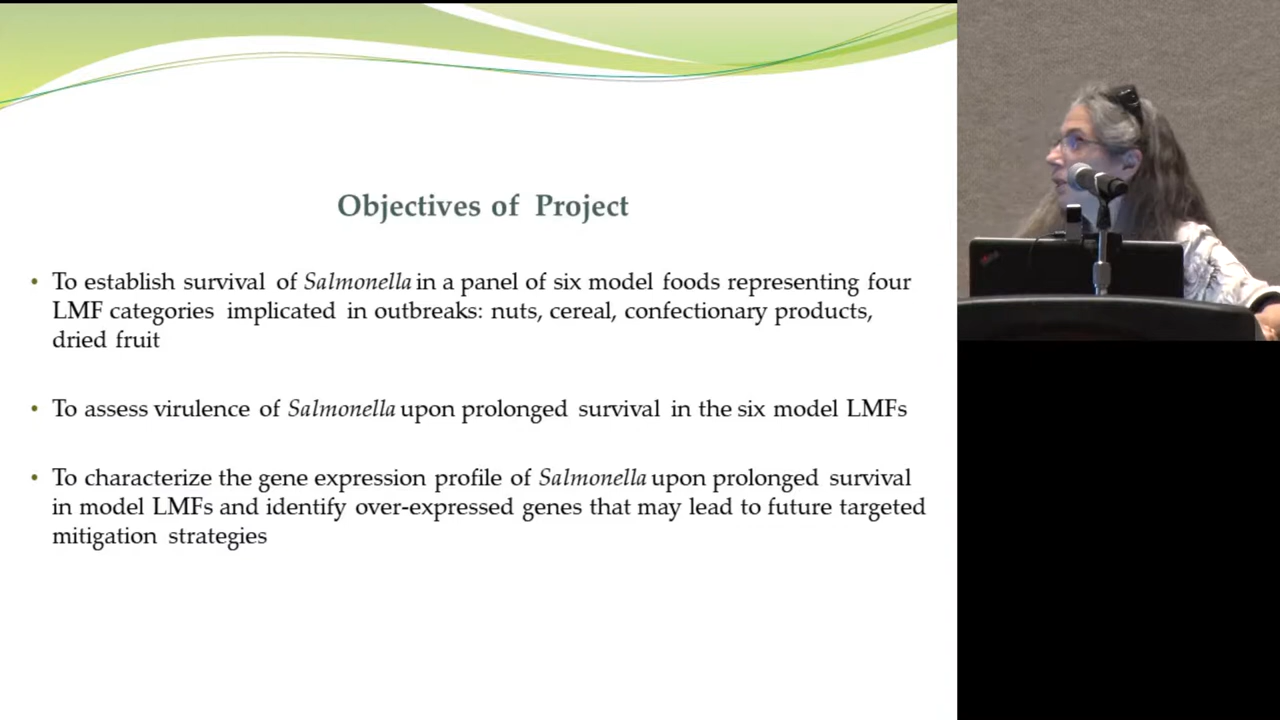 Objectives of Project
• To establish survival of Salmonella in a panel of six model foods representing four
LMF categories implicated in outbreaks: nuts, cereal, confectionary products,
dried fruit
• To assess virulence of Salmonella upon prolonged survival in the six model LMFs
• To characterize the gene expression profile of Salmonella upon prolonged survival
in model LMFs and identify over-expressed genes that may lead to future targeted
mitigation strategies